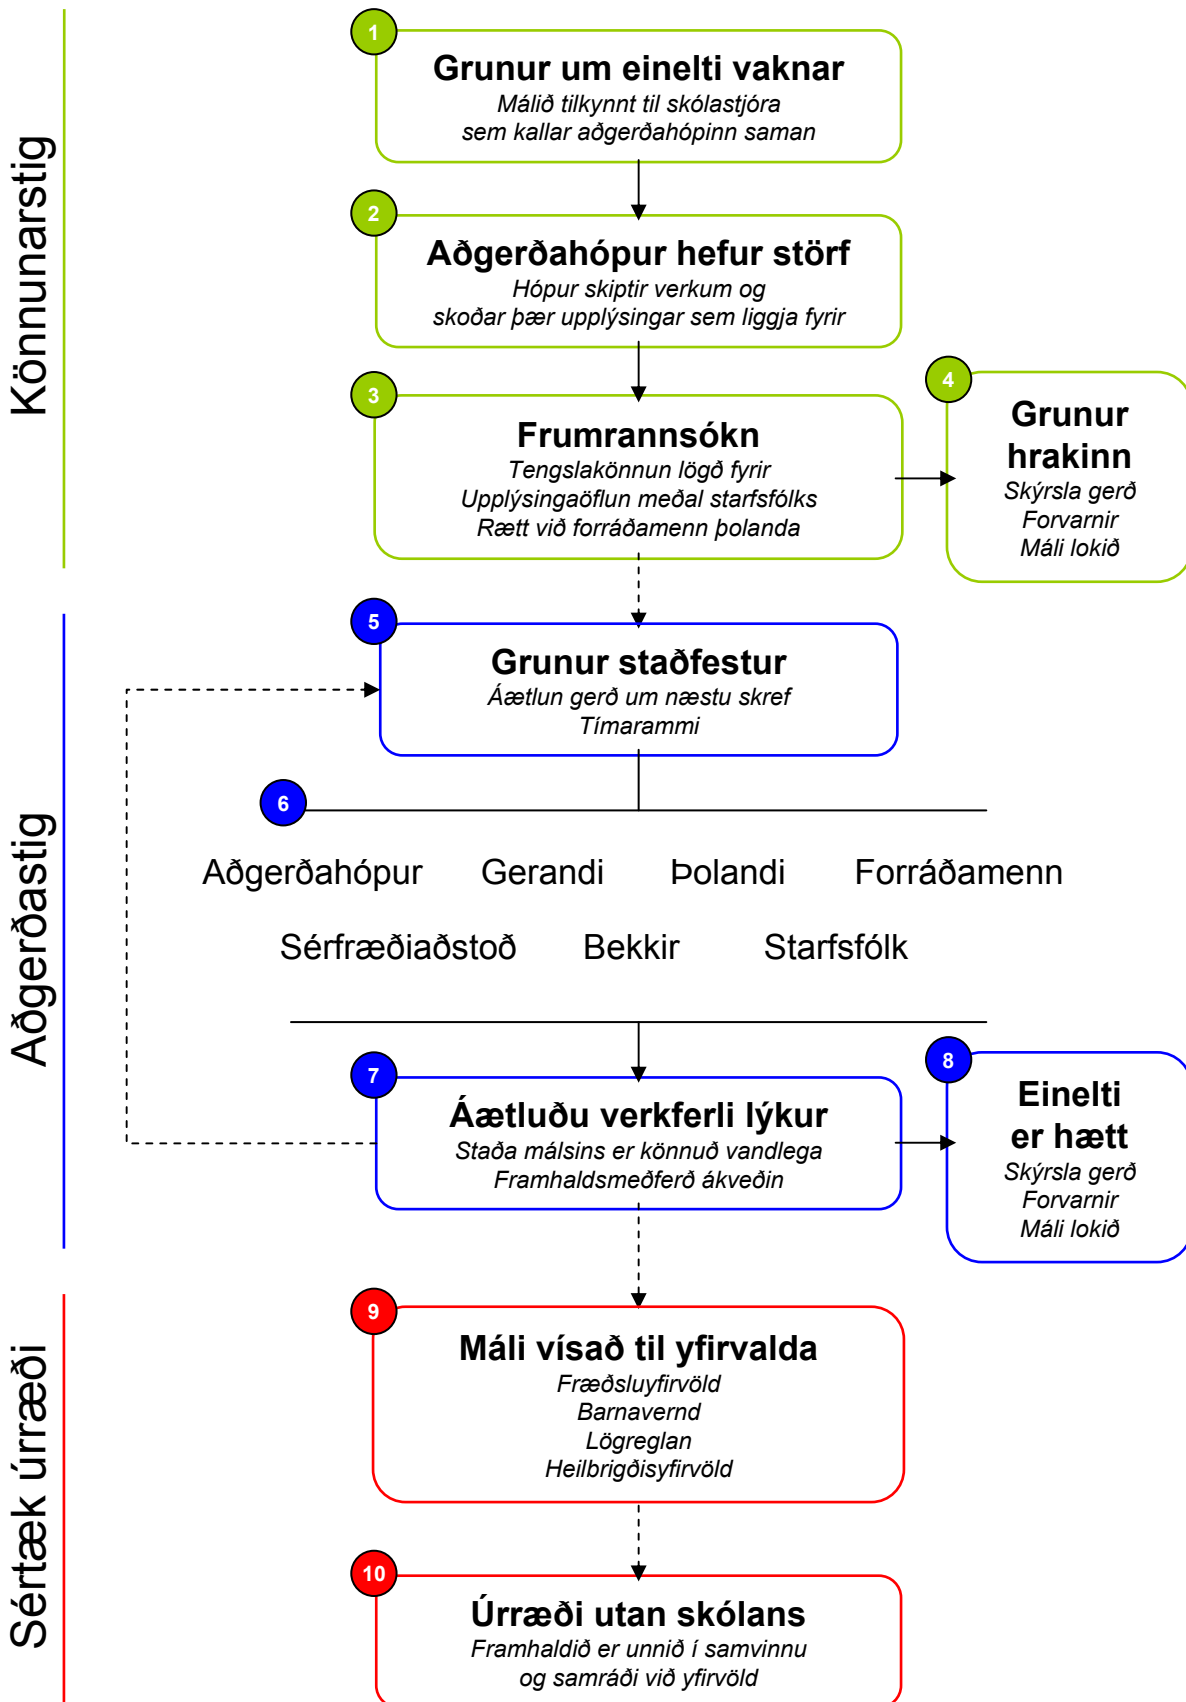 Könnunarstig
1
Grunur um einelti vaknar
Málið tilkynnt til skólastjóra
sem kallar aðgerðahópinn saman
2
Aðgerðahópur hefur störf
Hópur skiptir verkum og
skoðar þær upplýsingar sem liggja fyrir
3
Frumrannsókn
Tengslakönnun lögð fyrir
Upplýsingaöflun meðal starfsfólks
Rætt við forráðamenn þolanda
4
Grunur
hrakinn
Skýrsla gerð
Forvarnir
Máli lokið
Aðgerðastig
5
Grunur staðfestur
Áætlun gerð um næstu skref
Tímarammi
6
Aðgerðahópur Gerandi Þolandi Forráðamenn
Sérfræðiaðstoð Bekkir Starfsfólk
7
Áætluðu verkferli lýkur
Staða málsins er könnuð vandlega
Framhaldsmeðferð ákveðin
8
Einelti
er hætt
Skýrsla gerð
Forvarnir
Máli lokið
Sértæk úrræði
9
Máli vísað til yfirvalda
Fræðsluyfirvöld
Barnavernd
Lögreglan
Heilbrigðisyfirvöld
10
Úrræði utan skólans
Framhaldið er unnið í samvinnu
og samráði við yfirvöld